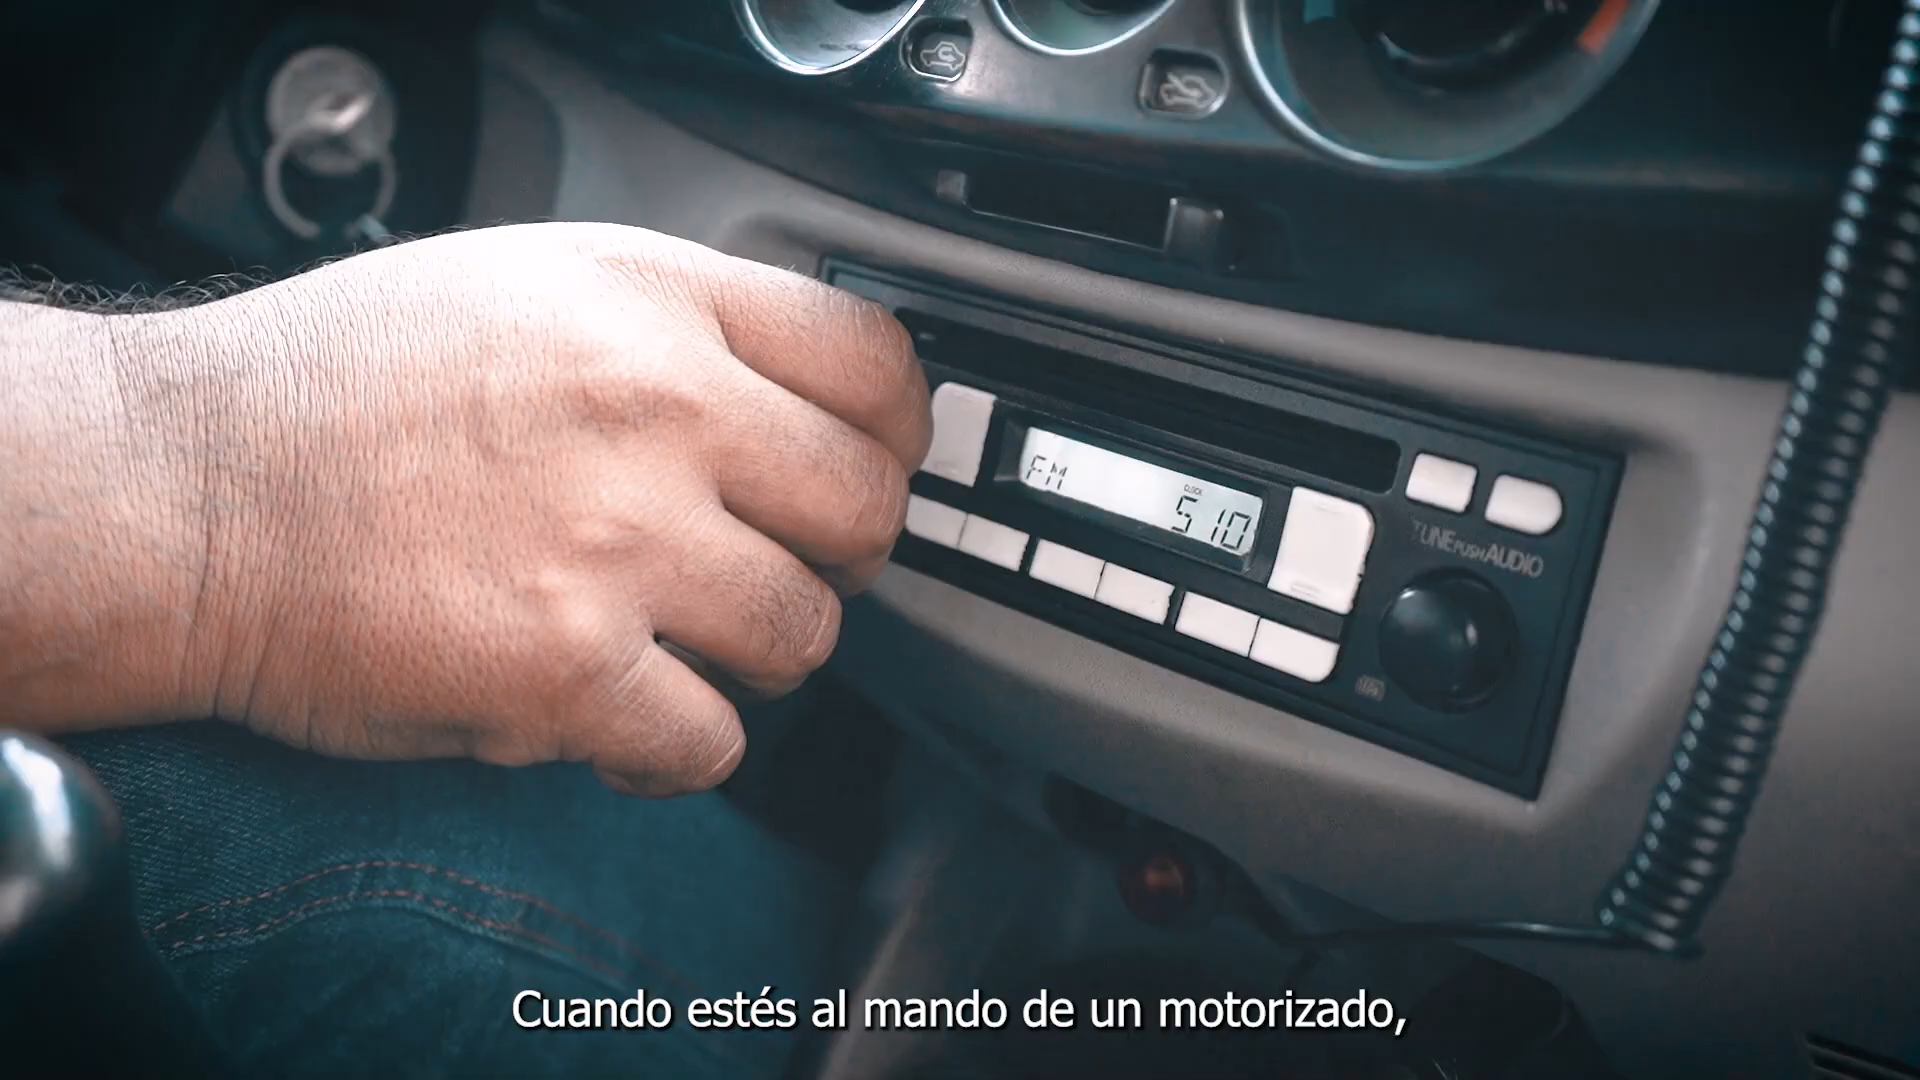 FM
CLOCK
5 10
TUNE PUSH AUDIO
Cuando estés al mando de un motorizado,